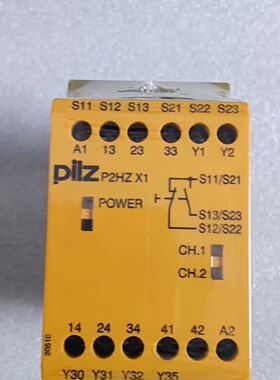 S11 S12 S13 S21 S22 S23
A1 13 23 33 Y1 Y2
pilz P2HZ X1
POWER
S11/S21
S13/S23
S12/S22
CH.1
CH.2
20510
14 24 34 41 42 A2
Y30 Y31 Y32 Y35